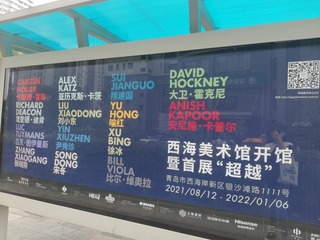 CARSTEN
HOLLER
RICHARD
DEACON
理查德·迪肯
LUC
TUYMANS
吕克·图伊曼斯
ZHANG
XIAOGANG
张晓刚
ALEX
KATZ
亚历克斯·卡茨
LIU
XIAODONG
刘小东
YIN
XIUZHEN
尹秀珍
SONG
DONG
宋冬
SUI
JIANGUO
隋建国
YU
HONG
喻红
XU
BING
徐冰
BILL
VIOLA
比尔·维奥拉
DAVID
HOCKNEY
大卫·霍克尼
ANISH
KAPOOR
安尼施·卡普尔
西海美术馆开馆
暨首展“超越”
青岛市西海岸新区银沙滩路1111号
2021/08/12 - 2022/01/06
Hisense